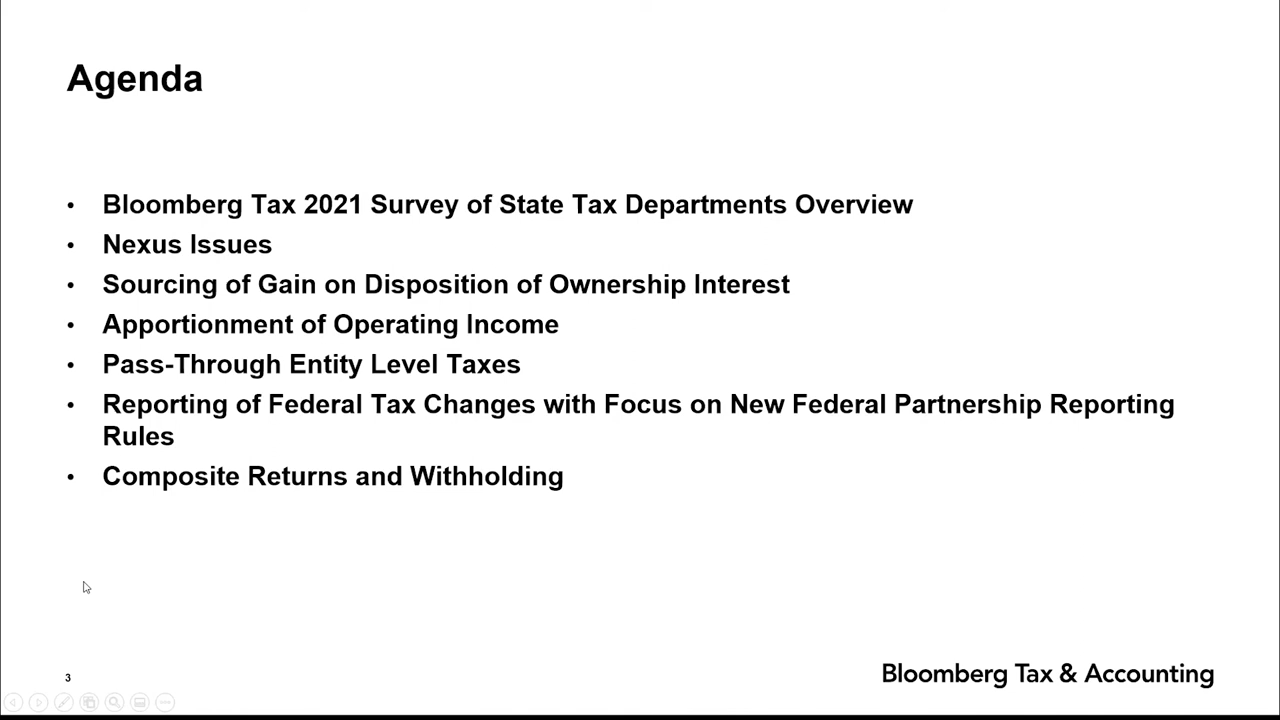 Agenda
• Bloomberg Tax 2021 Survey of State Tax Departments Overview
• Nexus Issues
• Sourcing of Gain on Disposition of Ownership Interest
• Apportionment of Operating Income
• Pass-Through Entity Level Taxes
• Reporting of Federal Tax Changes with Focus on New Federal Partnership Reporting
Rules
• Composite Returns and Withholding
3
Bloomberg Tax & Accounting